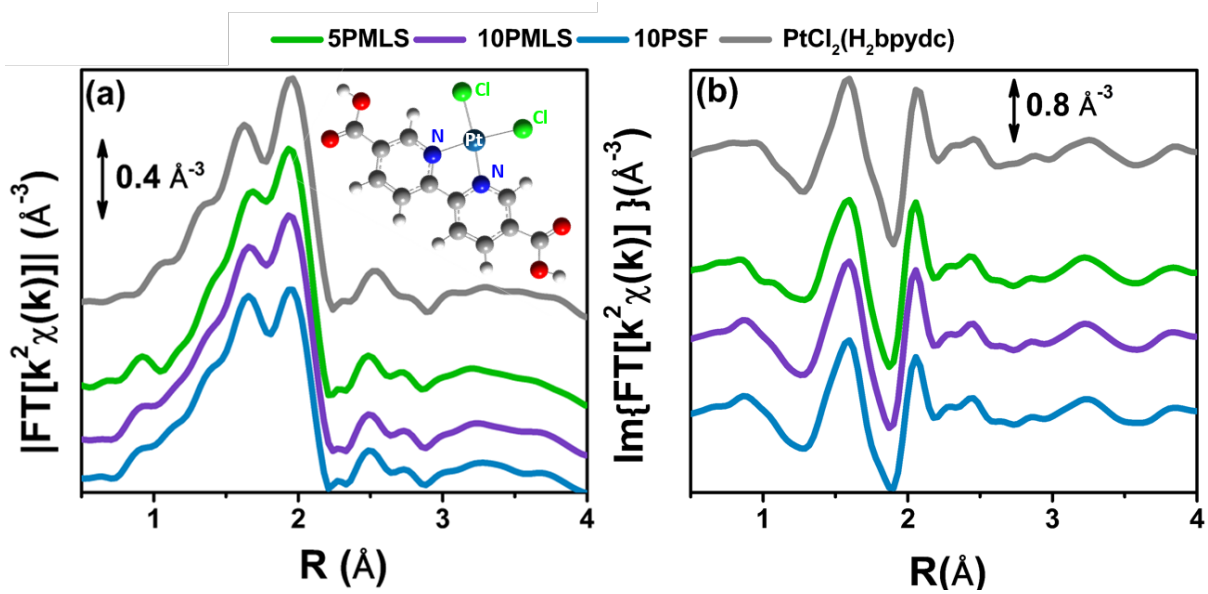 5PMLS 10PMLS 10PSF PtCl₂(H₂bpydc)
(a)
0.4 Å⁻³
Cl
Cl
Pt
N
N
|FT[k²χ(k)]| (Å⁻³)
1 2 3 4
R (Å)
(b)
0.8 Å⁻³
Im{FT[k²χ(k)] }(Å⁻³)
1 2 3 4
R(Å)